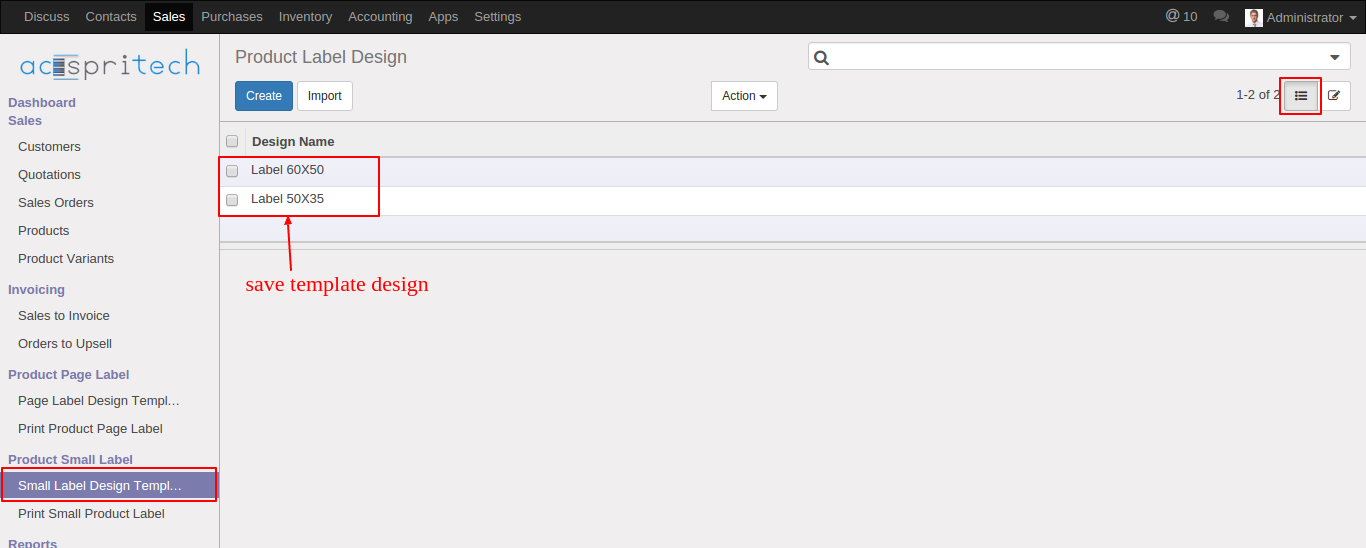 Discuss Contacts Sales Purchases Inventory Accounting Apps Settings @ 10 Administrator
acespritech
Product Label Design
Create Import Action 1-2 of 2
Dashboard
Sales
Customers
Quotations
Sales Orders
Products
Product Variants
Invoicing
Sales to Invoice
Orders to Upsell
Product Page Label
Page Label Design Templ...
Print Product Page Label
Product Small Label
Small Label Design Templ...
Print Small Product Label
Reports
Design Name
Label 60X50
Label 50X35
save template design